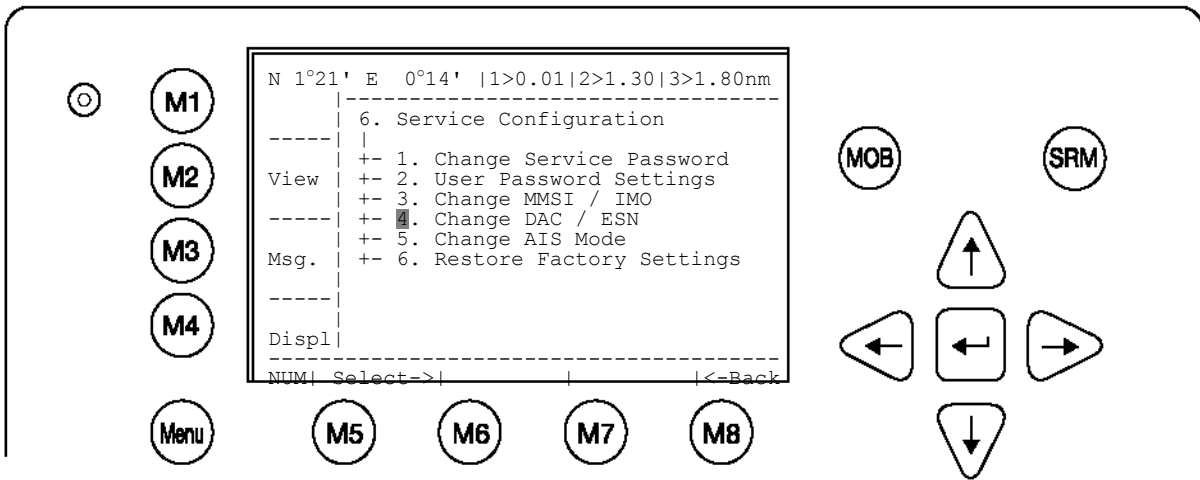 N 1°21' E 0°14' |1>0.01|2>1.30|3>1.80nm
6. Service Configuration
+- 1. Change Service Password
View | +- 2. User Password Settings
+- 3. Change MMSI / IMO
+- 4. Change DAC / ESN
+- 5. Change AIS Mode
Msg. | +- 6. Restore Factory Settings
Displ|
NUM| Select->| | |<-Back
M1
M2
M3
M4
Menu
M5
M6
M7
M8
MOB
SRM